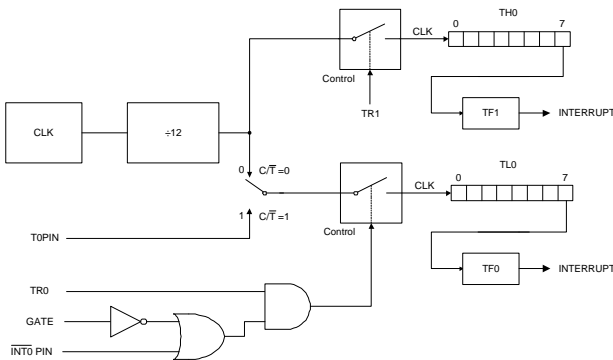 0 TH0 7
CLK
Control
TR1
TF1 INTERRUPT
CLK ÷12
0 C/T̅ =0
1 C/T̅ =1
0 TL0 7
CLK
Control
T0PIN
TF0 INTERRUPT
TR0
GATE
I̅N̅T̅0̅ PIN